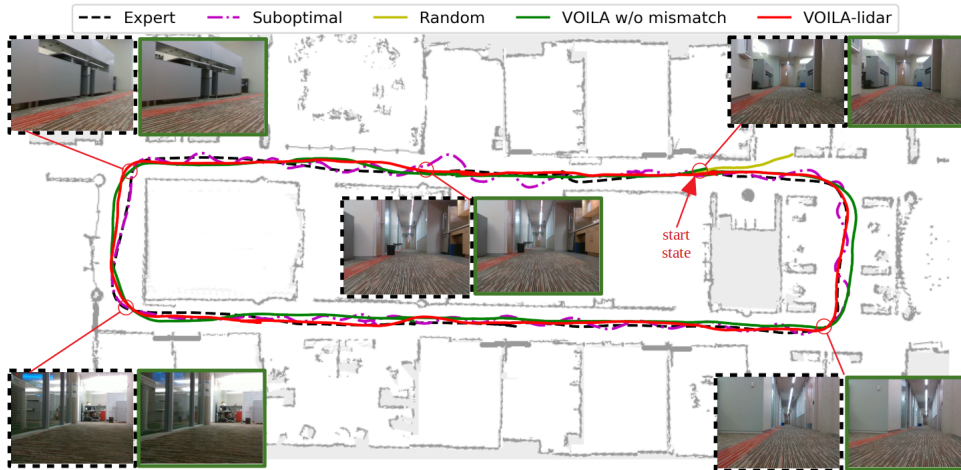 Expert Suboptimal Random VOILA w/o mismatch VOILA-lidar
start
state